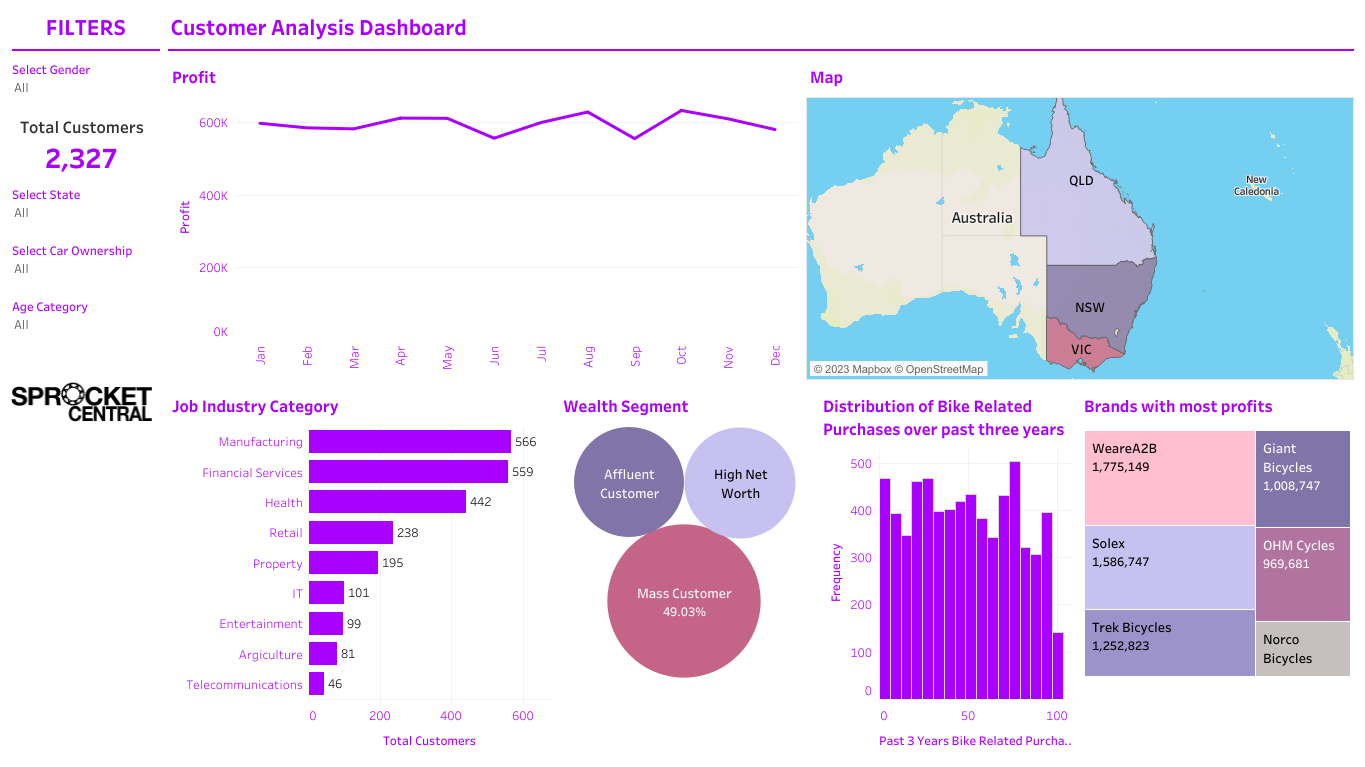 FILTERS
Customer Analysis Dashboard
Select Gender
All
Total Customers
2,327
Select State
All
Select Car Ownership
All
Age Category
All
SPROCKET
CENTRAL
Profit
600K
400K
200K
0K
Profit
Jan
Feb
Mar
Apr
May
Jun
Jul
Aug
Sep
Oct
Nov
Dec
Map
QLD
New
Caledonia
Australia
NSW
VIC
© 2023 Mapbox © OpenStreetMap
Job Industry Category
Manufacturing 566
Financial Services 559
Health 442
Retail 238
Property 195
IT 101
Entertainment 99
Argiculture 81
Telecommunications 46
0 200 400 600
Total Customers
Wealth Segment
Affluent
Customer
High Net
Worth
Mass Customer
49.03%
Distribution of Bike Related
Purchases over past three years
500
400
300
200
100
0
Frequency
0 50 100
Past 3 Years Bike Related Purcha..
Brands with most profits
WeareA2B
1,775,149
Solex
1,586,747
Trek Bicycles
1,252,823
Giant
Bicycles
1,008,747
OHM Cycles
969,681
Norco
Bicycles